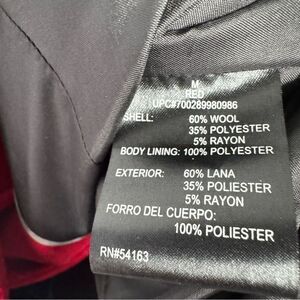 M
RED
UPC#700289980986
SHELL: 60% WOOL
35% POLYESTER
5% RAYON
BODY LINING: 100% POLYESTER
EXTERIOR: 60% LANA
35% POLIESTER
5% RAYON
FORRO DEL CUERPO:
100% POLIESTER
RN#54163